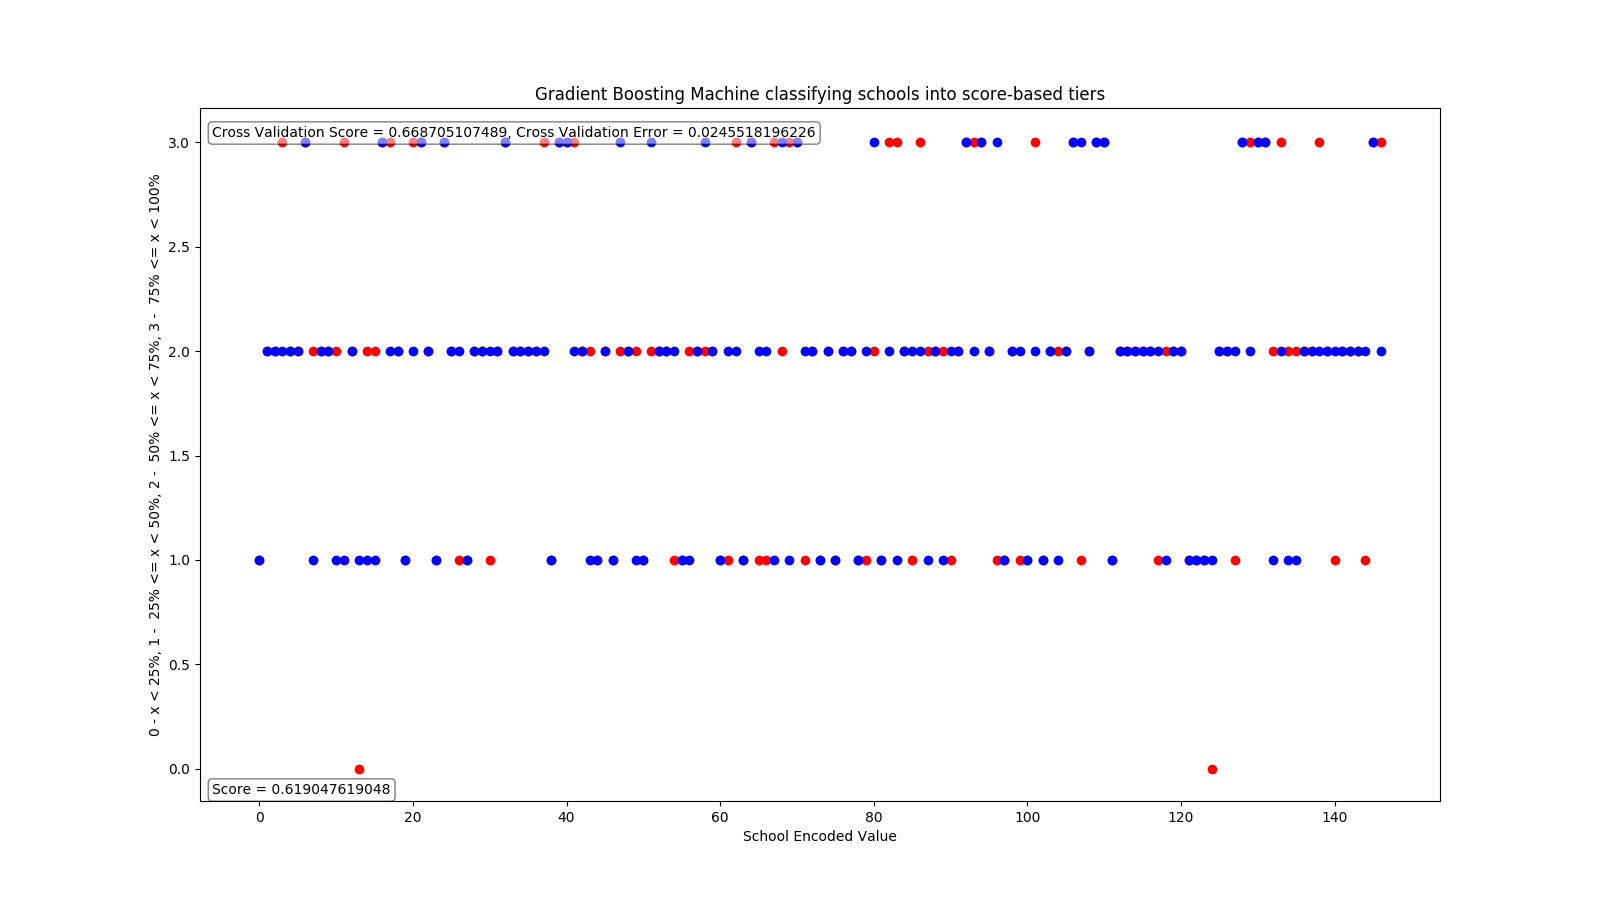 Gradient Boosting Machine classifying schools into score-based tiers
Cross Validation Score = 0.668705107489, Cross Validation Error = 0.0245518196226
3.0
2.5
2.0
1.5
1.0
0.5
0.0
0 - x < 25%, 1 -  25% <= x < 50%, 2 -  50% <= x < 75%, 3 -  75% <= x < 100%
Score = 0.619047619048
0 20 40 60 80 100 120 140
School Encoded Value